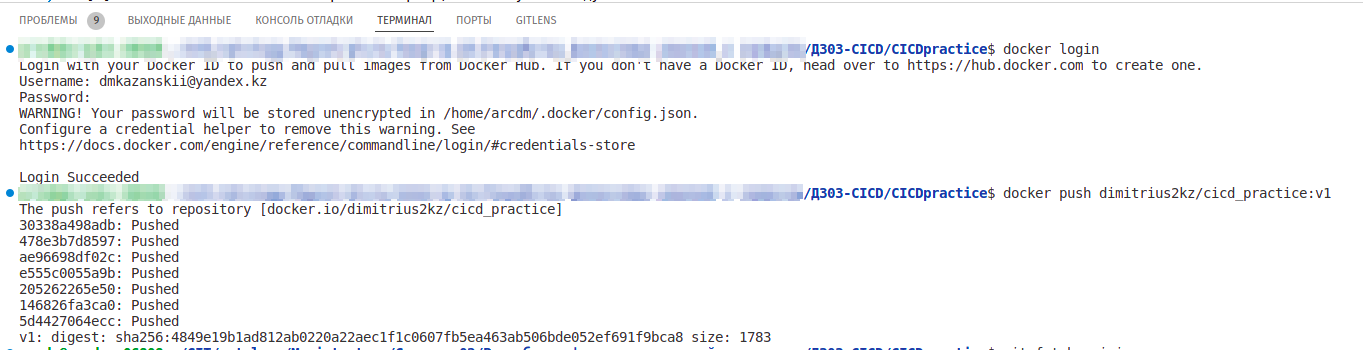 ПРОБЛЕМЫ 9 ВЫХОДНЫЕ ДАННЫЕ КОНСОЛЬ ОТЛАДКИ ТЕРМИНАЛ ПОРТЫ GITLENS
/ДЗ03-CICD/CICDpractice$ docker login
Login with your Docker ID to push and pull images from Docker Hub. If you don't have a Docker ID, head over to https://hub.docker.com to create one.
Username: dmkazanskii@yandex.kz
Password:
WARNING! Your password will be stored unencrypted in /home/arcdm/.docker/config.json.
Configure a credential helper to remove this warning. See
https://docs.docker.com/engine/reference/commandline/login/#credentials-store
Login Succeeded
/ДЗ03-CICD/CICDpractice$ docker push dimitrius2kz/cicd_practice:v1
The push refers to repository [docker.io/dimitrius2kz/cicd_practice]
30338a498adb: Pushed
478e3b7d8597: Pushed
ae96698df02c: Pushed
e555c0055a9b: Pushed
205262265e50: Pushed
146826fa3ca0: Pushed
5d4427064ecc: Pushed
v1: digest: sha256:4849e19b1ad812ab0220a22aec1f1c0607fb5ea463ab506bde052ef691f9bca8 size: 1783